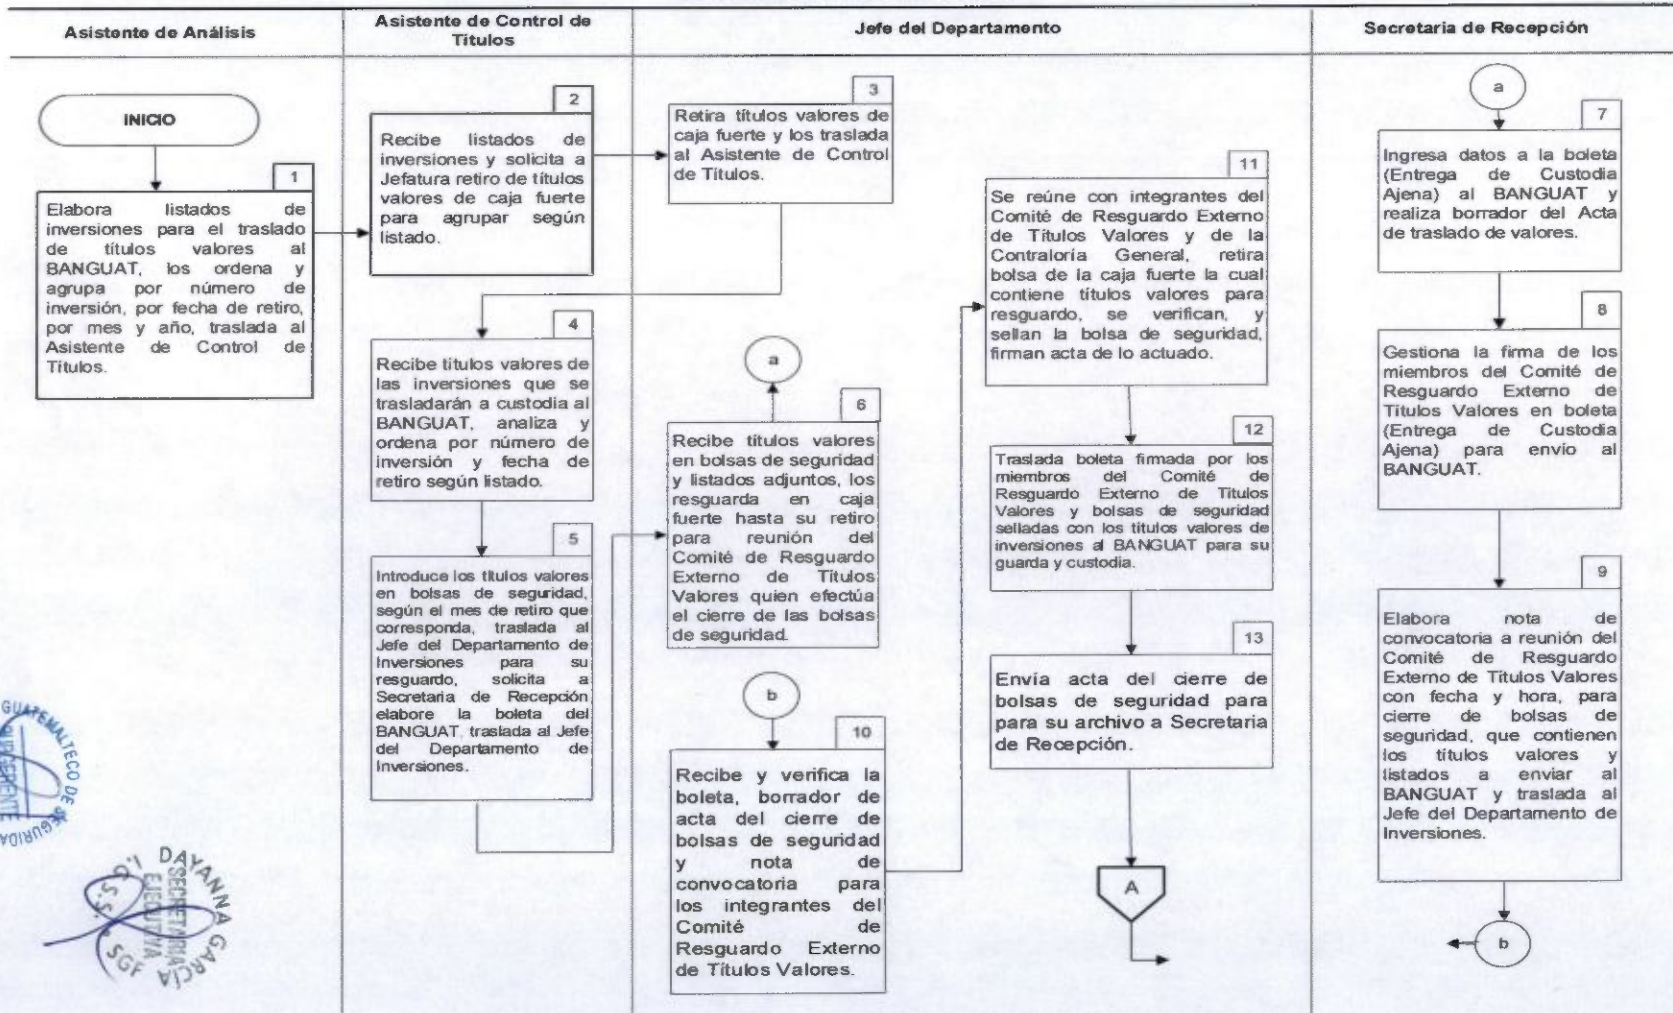 Asistente de Análisis
Asistente de Control de
Títulos
Jefe del Departamento
Secretaria de Recepción
INICIO
1
Elabora listados de
inversiones para el traslado
de títulos valores al
BANGUAT, los ordena y
agrupa por número de
inversión, por fecha de retiro,
por mes y año, traslada al
Asistente de Control de
Títulos.
2
Recibe listados de
inversiones y solicita a
Jefatura retiro de títulos
valores de caja fuerte
para agrupar según
listado.
3
Retira títulos valores de
caja fuerte y los traslada
al Asistente de Control
de Títulos.
4
Recibe títulos valores de
las inversiones que se
trasladarán a custodia al
BANGUAT, analiza y
ordena por número de
inversión y fecha de
retiro según listado.
5
Introduce los títulos valores
en bolsas de seguridad,
según el mes de retiro que
corresponda, traslada al
Jefe del Departamento de
Inversiones para su
resguardo, solicita a
Secretaria de Recepción
elabore la boleta del
BANGUAT, traslada al Jefe
del Departamento de
Inversiones.
a
6
Recibe títulos valores
en bolsas de seguridad
y listados adjuntos, los
resguarda en caja
fuerte hasta su retiro
para reunión del
Comité de Resguardo
Externo de Títulos
Valores quien efectúa
el cierre de las bolsas
de seguridad.
a
7
Ingresa datos a la boleta
(Entrega de Custodia
Ajena) al BANGUAT y
realiza borrador del Acta
de traslado de valores.
8
Gestiona la firma de los
miembros del Comité de
Resguardo Externo de
Títulos Valores en boleta
(Entrega de Custodia
Ajena) para envío al
BANGUAT.
9
Elabora nota de
convocatoria a reunión del
Comité de Resguardo
Externo de Títulos Valores
con fecha y hora, para
cierre de bolsas de
seguridad, que contienen
los títulos valores y
listados a enviar al
BANGUAT y traslada al
Jefe del Departamento de
Inversiones.
b
b
10
Recibe y verifica la
boleta, borrador de
acta del cierre de
bolsas de seguridad
y nota de
convocatoria para
los integrantes del
Comité de
Resguardo Externo
de Títulos Valores.
11
Se reúne con integrantes del
Comité de Resguardo Externo
de Títulos Valores y de la
Contraloría General, retira
bolsa de la caja fuerte la cual
contiene títulos valores para
resguardo, se verifican, y
sellan la bolsa de seguridad,
firman acta de lo actuado.
12
Traslada boleta firmada por los
miembros del Comité de
Resguardo Externo de Títulos
Valores y bolsas de seguridad
selladas con los títulos valores de
inversiones al BANGUAT para su
guarda y custodia.
13
Envía acta del cierre de
bolsas de seguridad para
para su archivo a Secretaria
de Recepción.
A
GUATEMALTECO DE SEGURIDAD
SUBGERENTE
DAYANNA GARCÍA
SECRETARIA
EJECUTIVA
I.G.S.S. SGF